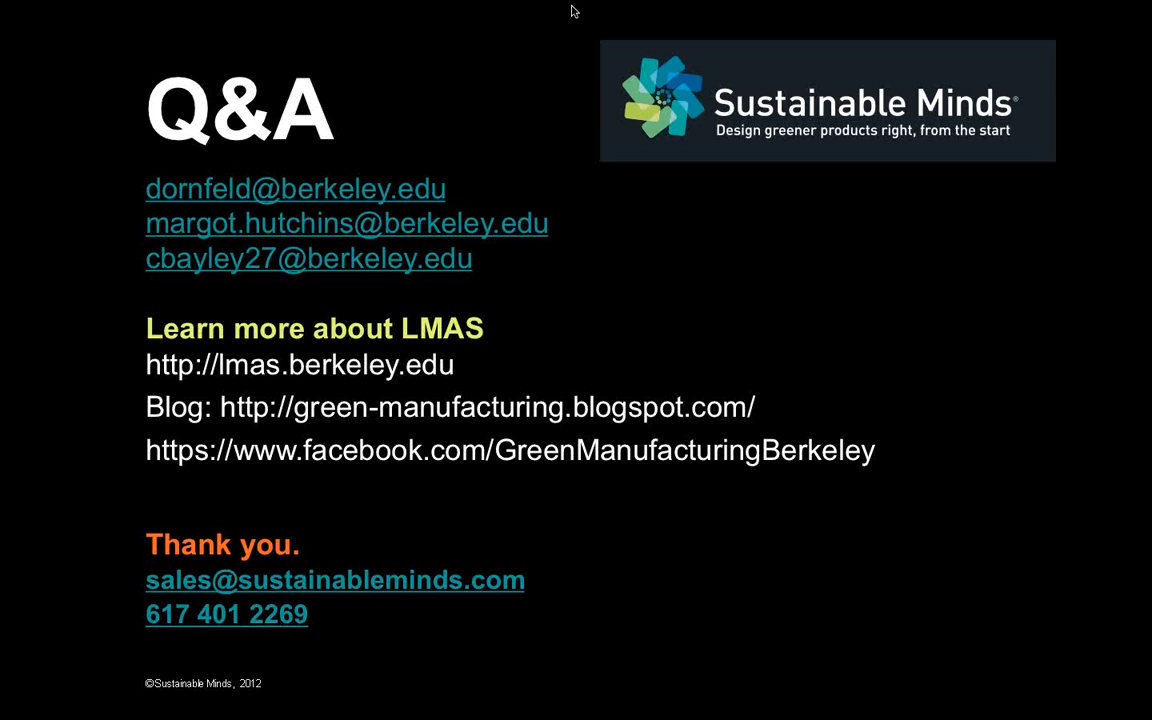 Q&A
Sustainable Minds®
Design greener products right, from the start
dornfeld@berkeley.edu
margot.hutchins@berkeley.edu
cbayley27@berkeley.edu
Learn more about LMAS
http://lmas.berkeley.edu
Blog: http://green-manufacturing.blogspot.com/
https://www.facebook.com/GreenManufacturingBerkeley
Thank you.
sales@sustainableminds.com
617 401 2269
©Sustainable Minds, 2012